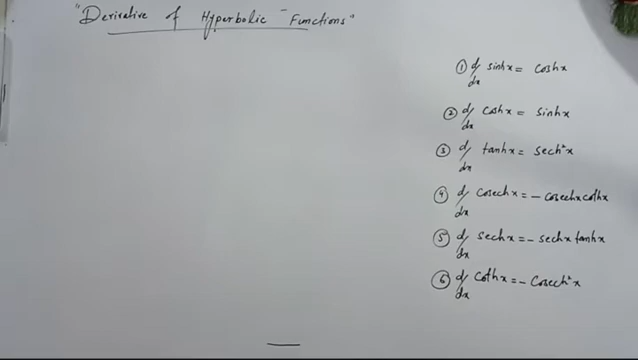 "Derivative of Hyperbolic Functions"
① d/dx sinhx = coshx
② d/dx coshx = sinhx
③ d/dx tanhx = sech²x
④ d/dx cosechx = - cosechx cothx
⑤ d/dx sechx = - sechx tanhx
⑥ d/dx cothx = - cosech²x